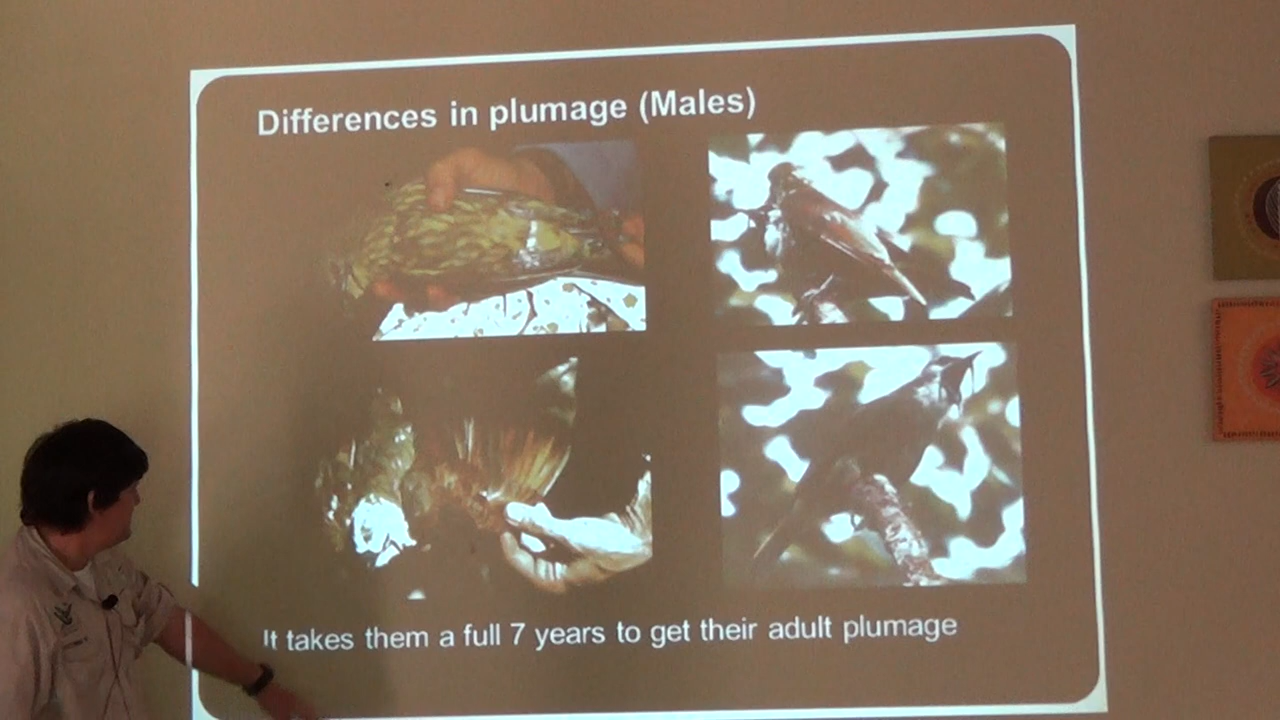 Differences in plumage (Males)
It takes them a full 7 years to get their adult plumage